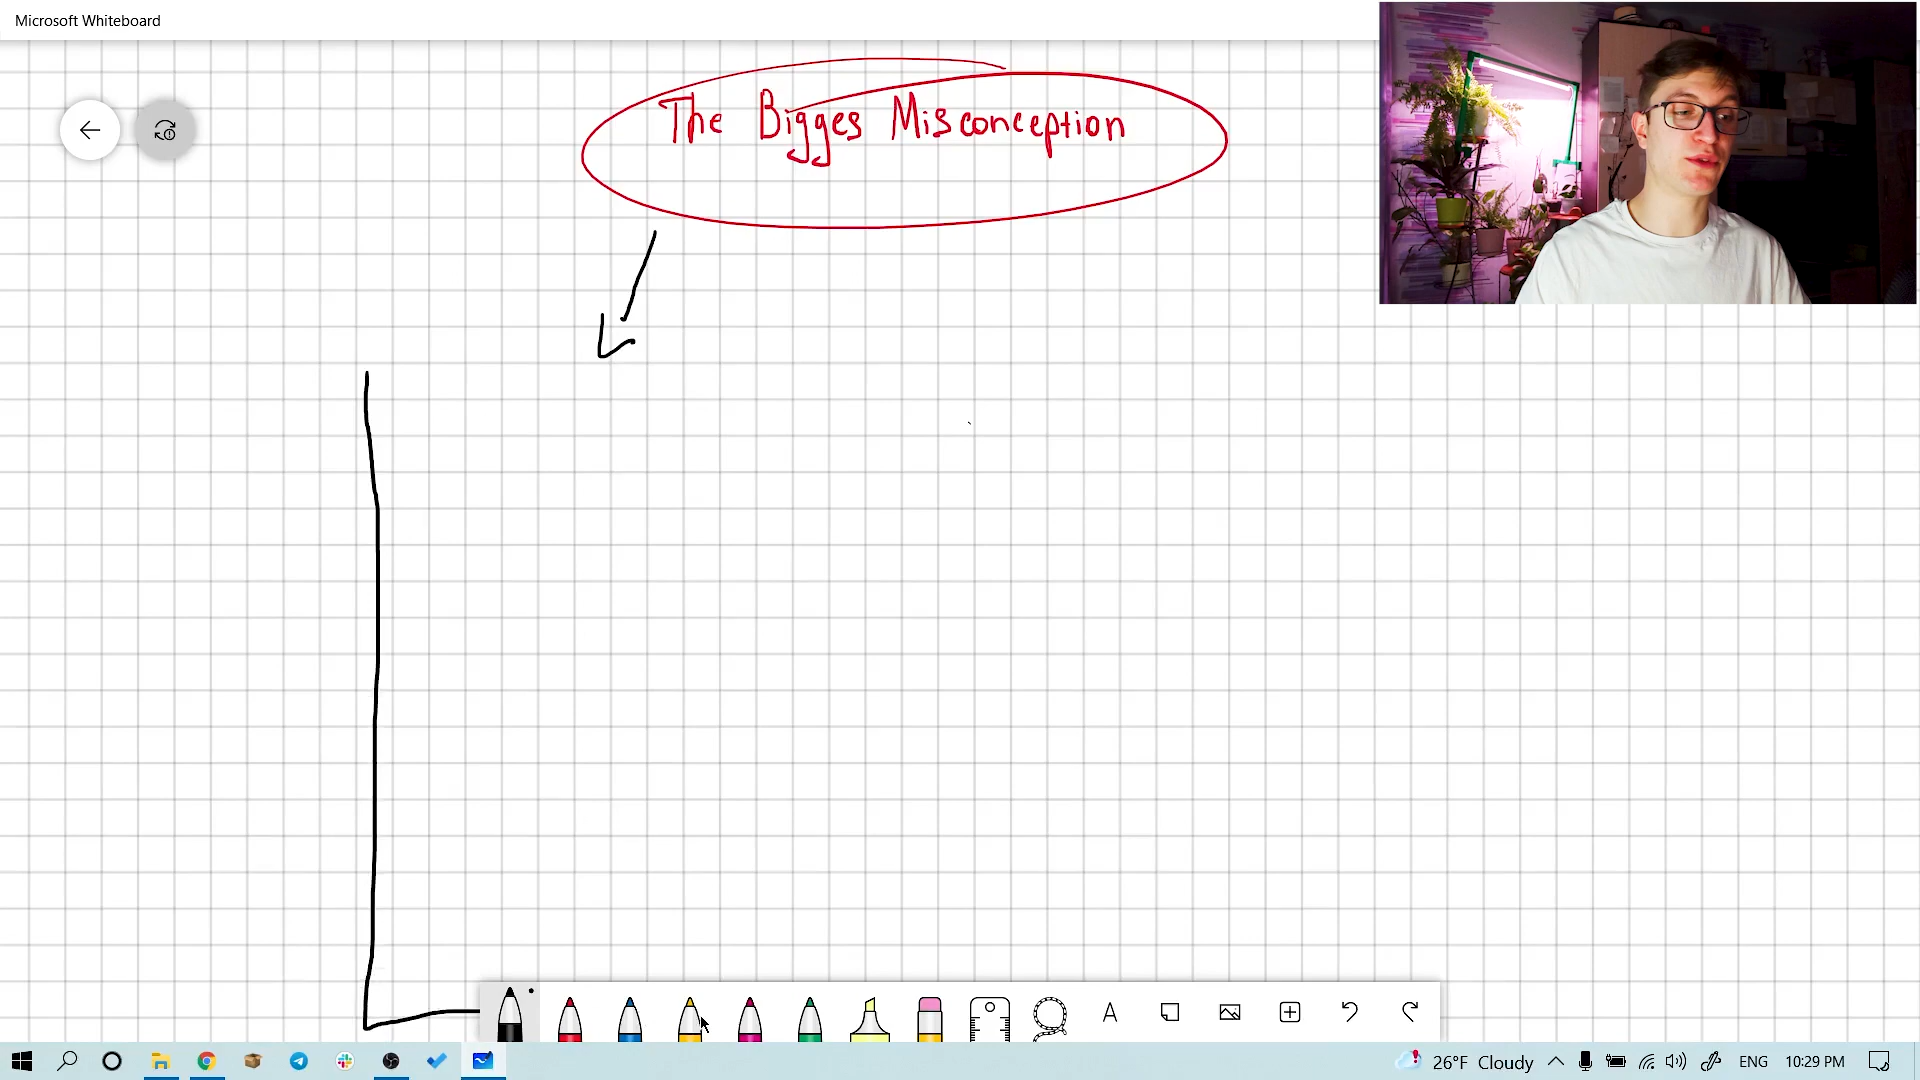 Microsoft Whiteboard
The Bigges Misconception
A
26°F Cloudy
ENG
10:29 PM